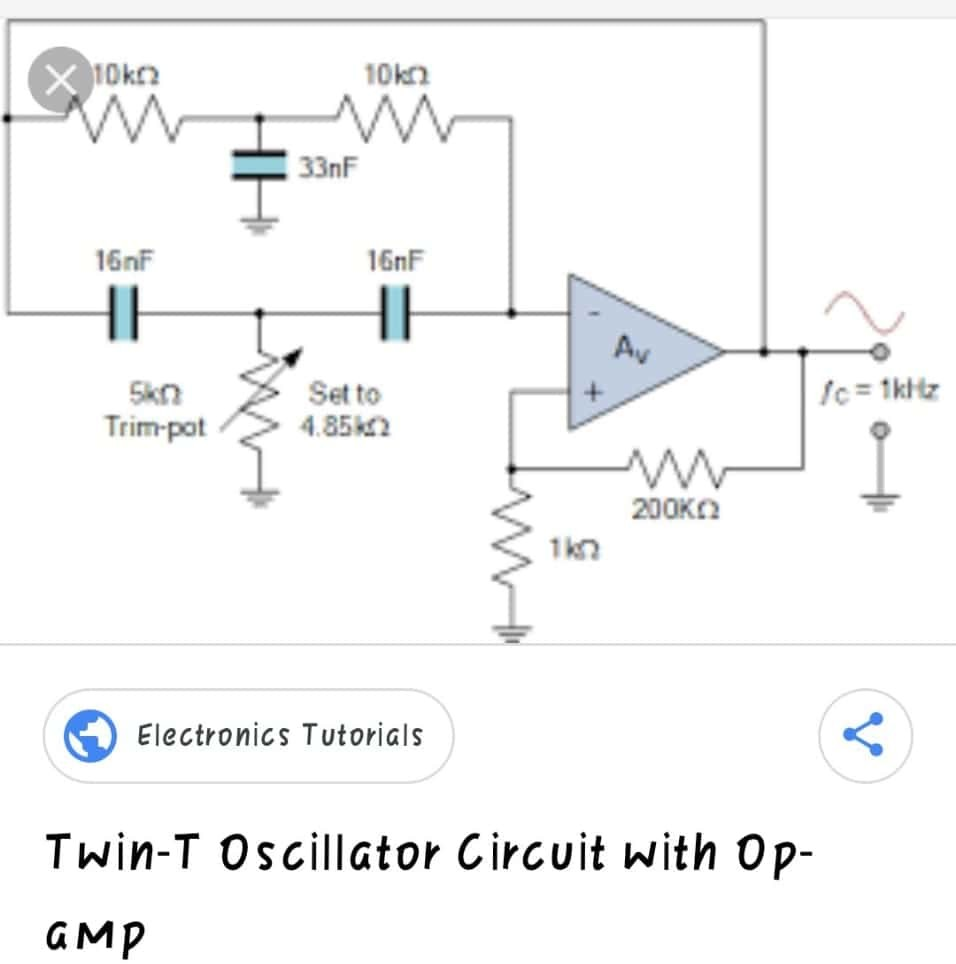 10kΩ
10kΩ
33nF
16nF
16nF
-
Av
+
fc = 1kHz
5kΩ
Trim-pot
Set to
4.85kΩ
200KΩ
1kΩ
Electronics Tutorials
Twin-T Oscillator Circuit with Op-
amp